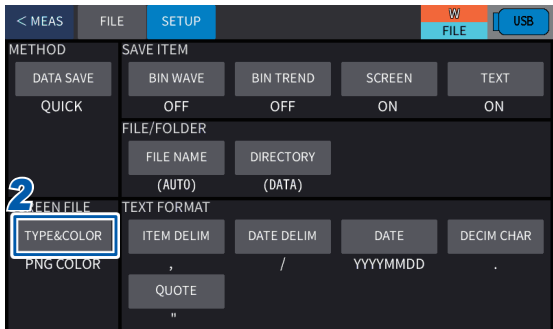 < MEAS FILE SETUP W FILE USB
METHOD SAVE ITEM
DATA SAVE BIN WAVE BIN TREND SCREEN TEXT
QUICK OFF OFF ON ON
FILE/FOLDER
FILE NAME DIRECTORY
(AUTO) (DATA)
2
REEN FILE TEXT FORMAT
TYPE&COLOR ITEM DELIM DATE DELIM DATE DECIM CHAR
PNG COLOR , / YYYYMMDD .
QUOTE
"